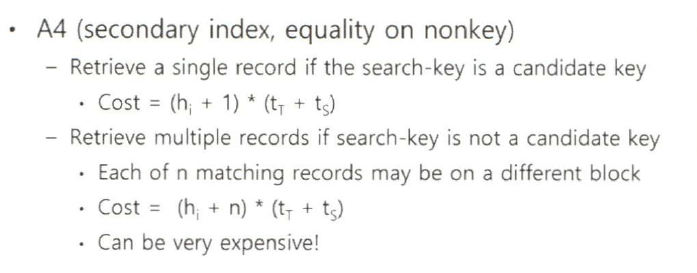 • A4 (secondary index, equality on nonkey)
– Retrieve a single record if the search-key is a candidate key
• Cost = (hᵢ + 1) * (t_T + t_S)
– Retrieve multiple records if search-key is not a candidate key
• Each of n matching records may be on a different block
• Cost = (hᵢ + n) * (t_T + t_S)
• Can be very expensive!